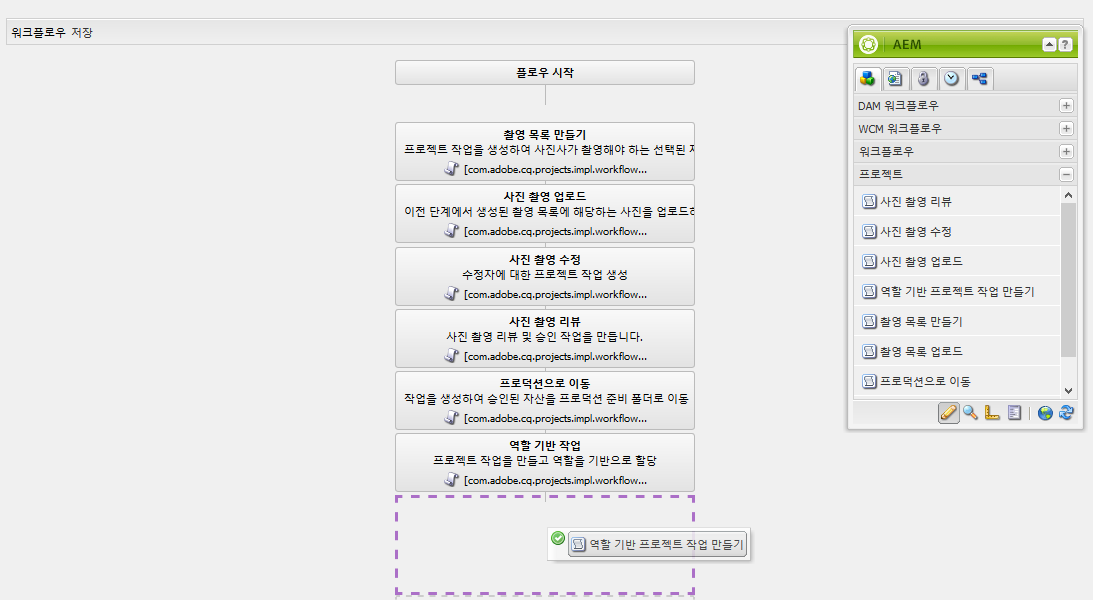 워크플로우 저장
플로우 시작
촬영 목록 만들기
프로젝트 작업을 생성하여 사진사가 촬영해야 하는 선택된
[com.adobe.cq.projects.impl.workflow...
사진 촬영 업로드
이전 단계에서 생성된 촬영 목록에 해당하는 사진을 업로드하
[com.adobe.cq.projects.impl.workflow...
사진 촬영 수정
수정자에 대한 프로젝트 작업 생성
[com.adobe.cq.projects.impl.workflow...
사진 촬영 리뷰
사진 촬영 리뷰 및 승인 작업을 만듭니다.
[com.adobe.cq.projects.impl.workflow...
프로덕션으로 이동
작업을 생성하여 승인된 자산을 프로덕션 준비 폴더로 이동
[com.adobe.cq.projects.impl.workflow...
역할 기반 작업
프로젝트 작업을 만들고 역할을 기반으로 할당
[com.adobe.cq.projects.impl.workflow...
역할 기반 프로젝트 작업 만들기
AEM
DAM 워크플로우
WCM 워크플로우
워크플로우
프로젝트
사진 촬영 리뷰
사진 촬영 수정
사진 촬영 업로드
역할 기반 프로젝트 작업 만들기
촬영 목록 만들기
촬영 목록 업로드
프로덕션으로 이동